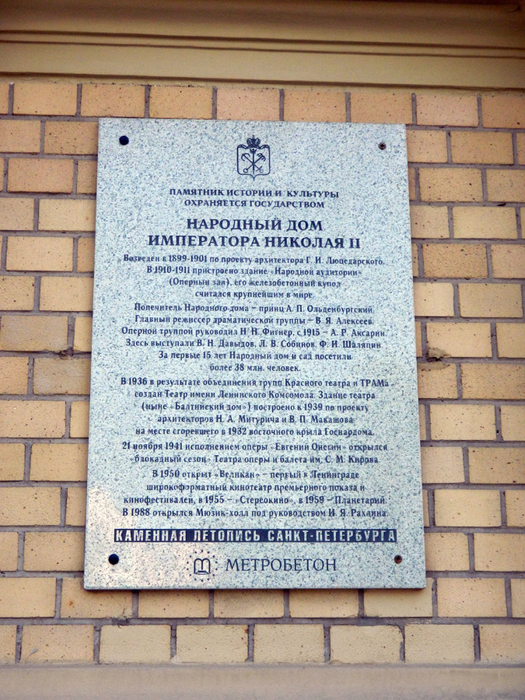 ПАМЯТНИК ИСТОРИИ И КУЛЬТУРЫ
ОХРАНЯЕТСЯ ГОСУДАРСТВОМ
НАРОДНЫЙ ДОМ
ИМПЕРАТОРА НИКОЛАЯ II
Возведен в 1899-1901 по проекту архитектора Г. И. Люцедарского.
В 1910-1911 пристроено здание «Народной аудитории»
(Оперный зал), его железобетонный купол
считался крупнейшим в мире.
Попечитель Народного дома – принц А. П. Ольденбургский.
Главный режиссер драматической труппы – В. Я. Алексеев.
Оперной труппой руководил Н. Н. Фигнер, с 1915 – А. Р. Аксарин.
Здесь выступали В. Н. Давыдов, Л. В. Собинов, Ф. И. Шаляпин.
За первые 15 лет Народный дом и сад посетили
более 38 млн. человек.
В 1936 в результате объединения трупп Красного театра и ТРАМа
создан Театр имени Ленинского Комсомола. Здание театра
(ныне «Балтийский дом») построено в 1939 по проекту
архитекторов Н. А. Митурича и В. П. Макашова
на месте сгоревшего в 1932 восточного крыла Госнардома.
21 ноября 1941 исполнением оперы «Евгений Онегин» открылся
«блокадный сезон» Театра оперы и балета им. С. М. Кирова.
В 1950 открыт «Великан» – первый в Ленинграде
широкоформатный кинотеатр премьерного показа и
кинофестивалей, в 1955 – «Стереокино», в 1959 – Планетарий.
В 1988 открылся Мюзик-холл под руководством И. Я. Рахлина.
КАМЕННАЯ ЛЕТОПИСЬ САНКТ-ПЕТЕРБУРГА
МЕТРОБЕТОН